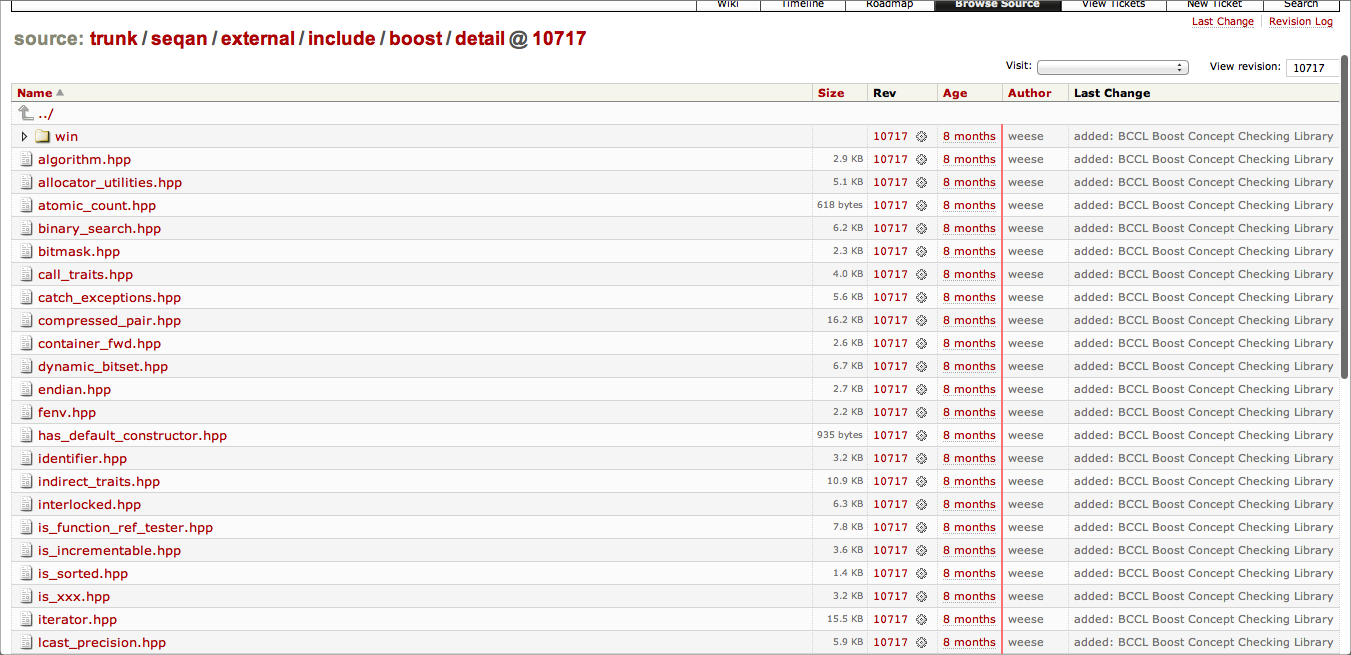 Wiki Timeline Roadmap Browse Source View Tickets New Ticket Search
Last Change Revision Log
source: trunk / seqan / external / include / boost / detail @ 10717
Visit: View revision: 10717
Name Size Rev Age Author Last Change
../
win 10717 8 months weese added: BCCL Boost Concept Checking Library
algorithm.hpp 2.9 KB 10717 8 months weese added: BCCL Boost Concept Checking Library
allocator_utilities.hpp 5.1 KB 10717 8 months weese added: BCCL Boost Concept Checking Library
atomic_count.hpp 618 bytes 10717 8 months weese added: BCCL Boost Concept Checking Library
binary_search.hpp 6.2 KB 10717 8 months weese added: BCCL Boost Concept Checking Library
bitmask.hpp 2.3 KB 10717 8 months weese added: BCCL Boost Concept Checking Library
call_traits.hpp 4.0 KB 10717 8 months weese added: BCCL Boost Concept Checking Library
catch_exceptions.hpp 5.6 KB 10717 8 months weese added: BCCL Boost Concept Checking Library
compressed_pair.hpp 16.2 KB 10717 8 months weese added: BCCL Boost Concept Checking Library
container_fwd.hpp 2.6 KB 10717 8 months weese added: BCCL Boost Concept Checking Library
dynamic_bitset.hpp 6.7 KB 10717 8 months weese added: BCCL Boost Concept Checking Library
endian.hpp 2.7 KB 10717 8 months weese added: BCCL Boost Concept Checking Library
fenv.hpp 2.2 KB 10717 8 months weese added: BCCL Boost Concept Checking Library
has_default_constructor.hpp 935 bytes 10717 8 months weese added: BCCL Boost Concept Checking Library
identifier.hpp 3.2 KB 10717 8 months weese added: BCCL Boost Concept Checking Library
indirect_traits.hpp 10.9 KB 10717 8 months weese added: BCCL Boost Concept Checking Library
interlocked.hpp 6.3 KB 10717 8 months weese added: BCCL Boost Concept Checking Library
is_function_ref_tester.hpp 7.8 KB 10717 8 months weese added: BCCL Boost Concept Checking Library
is_incrementable.hpp 3.6 KB 10717 8 months weese added: BCCL Boost Concept Checking Library
is_sorted.hpp 1.4 KB 10717 8 months weese added: BCCL Boost Concept Checking Library
is_xxx.hpp 3.2 KB 10717 8 months weese added: BCCL Boost Concept Checking Library
iterator.hpp 15.5 KB 10717 8 months weese added: BCCL Boost Concept Checking Library
lcast_precision.hpp 5.9 KB 10717 8 months weese added: BCCL Boost Concept Checking Library